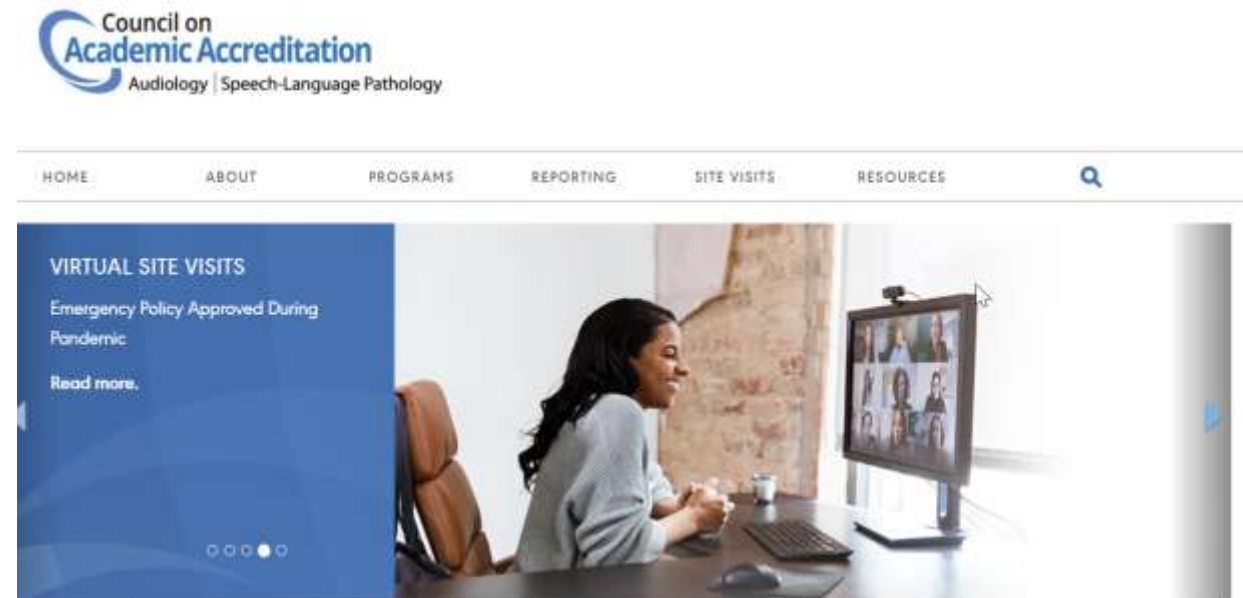 Council on
Academic Accreditation
Audiology | Speech-Language Pathology
HOME ABOUT PROGRAMS REPORTING SITE VISITS RESOURCES
VIRTUAL SITE VISITS
Emergency Policy Approved During
Pandemic
Read more.